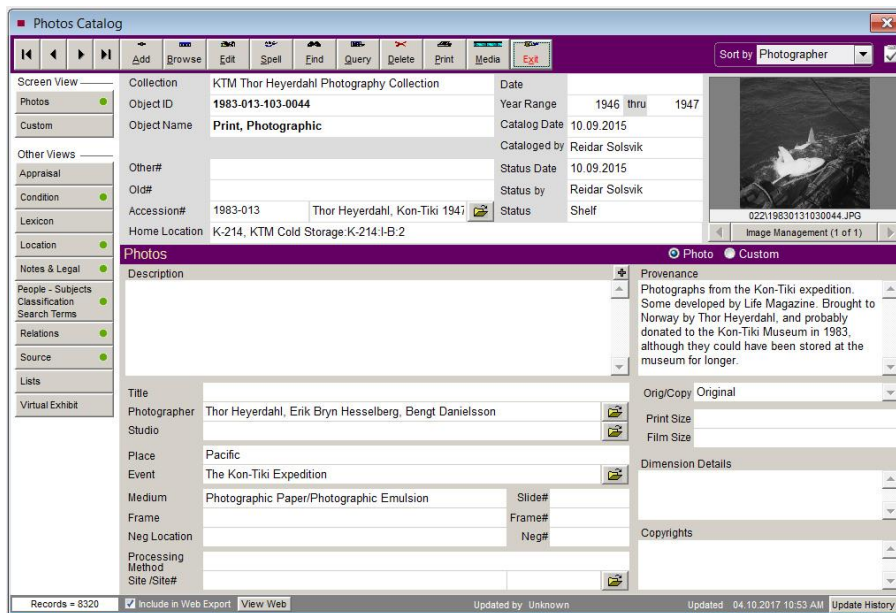 Photos Catalog
Add Browse Edit Spell Find Query Delete Print Media Exit
Sort by Photographer
Screen View
Photos
Custom
Other Views
Appraisal
Condition
Lexicon
Location
Notes & Legal
People - Subjects
Classification
Search Terms
Relations
Source
Lists
Virtual Exhibit
Collection KTM Thor Heyerdahl Photography Collection
Object ID 1983-013-103-0044
Object Name Print, Photographic
Other#
Old#
Accession# 1983-013 Thor Heyerdahl, Kon-Tiki 1947
Home Location K-214, KTM Cold Storage:K-214:I-B:2
Date
Year Range 1946 thru 1947
Catalog Date 10.09.2015
Cataloged by Reidar Solsvik
Status Date 10.09.2015
Status by Reidar Solsvik
Status Shelf
022\19830131030044.JPG
Image Management (1 of 1)
Photos
Photo Custom
Description
Provenance
Photographs from the Kon-Tiki expedition.
Some developed by Life Magazine. Brought to
Norway by Thor Heyerdahl, and probably
donated to the Kon-Tiki Museum in 1983,
although they could have been stored at the
museum for longer.
Title
Photographer Thor Heyerdahl, Erik Bryn Hesselberg, Bengt Danielsson
Studio
Place Pacific
Event The Kon-Tiki Expedition
Medium Photographic Paper/Photographic Emulsion
Slide#
Frame
Frame#
Neg Location
Neg#
Processing
Method
Site /Site#
Orig/Copy Original
Print Size
Film Size
Dimension Details
Copyrights
Records = 8320
Include in Web Export View Web
Updated by Unknown
Updated 04.10.2017 10:53 AM Update History